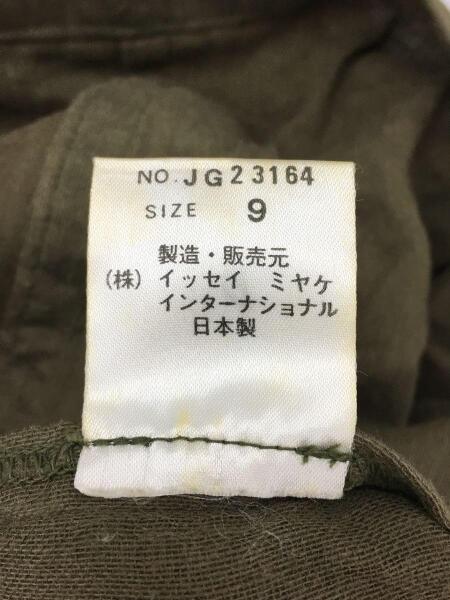 NO. JG23164
SIZE 9
製造・販売元
(株) イッセイ ミヤケ
インターナショナル
日本製